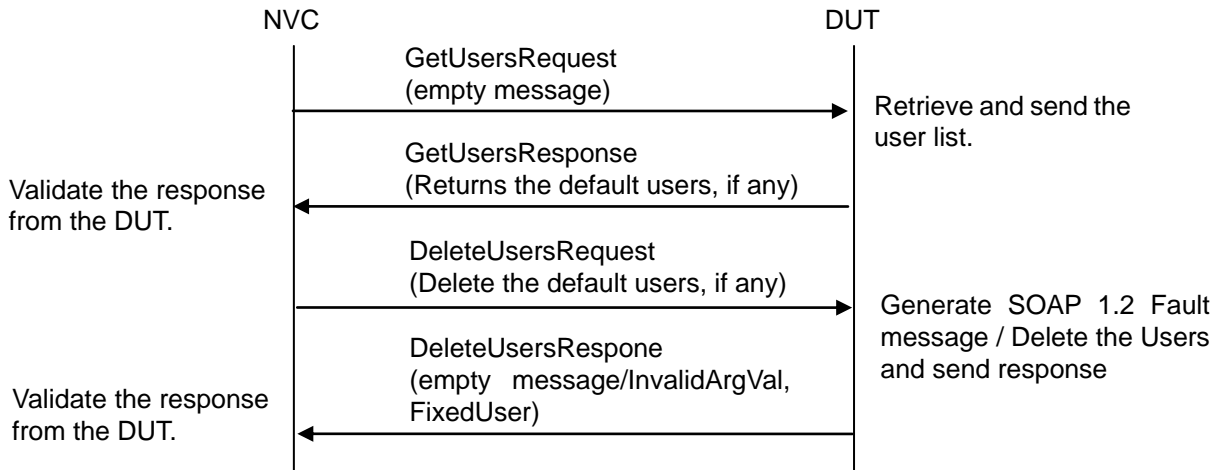 NVC
DUT
GetUsersRequest
(empty message)
Retrieve and send the
user list.
GetUsersResponse
(Returns the default users, if any)
Validate the response
from the DUT.
DeleteUsersRequest
(Delete the default users, if any)
Generate SOAP 1.2 Fault
message / Delete the Users
and send response
DeleteUsersRespone
(empty message/InvalidArgVal,
FixedUser)
Validate the response
from the DUT.